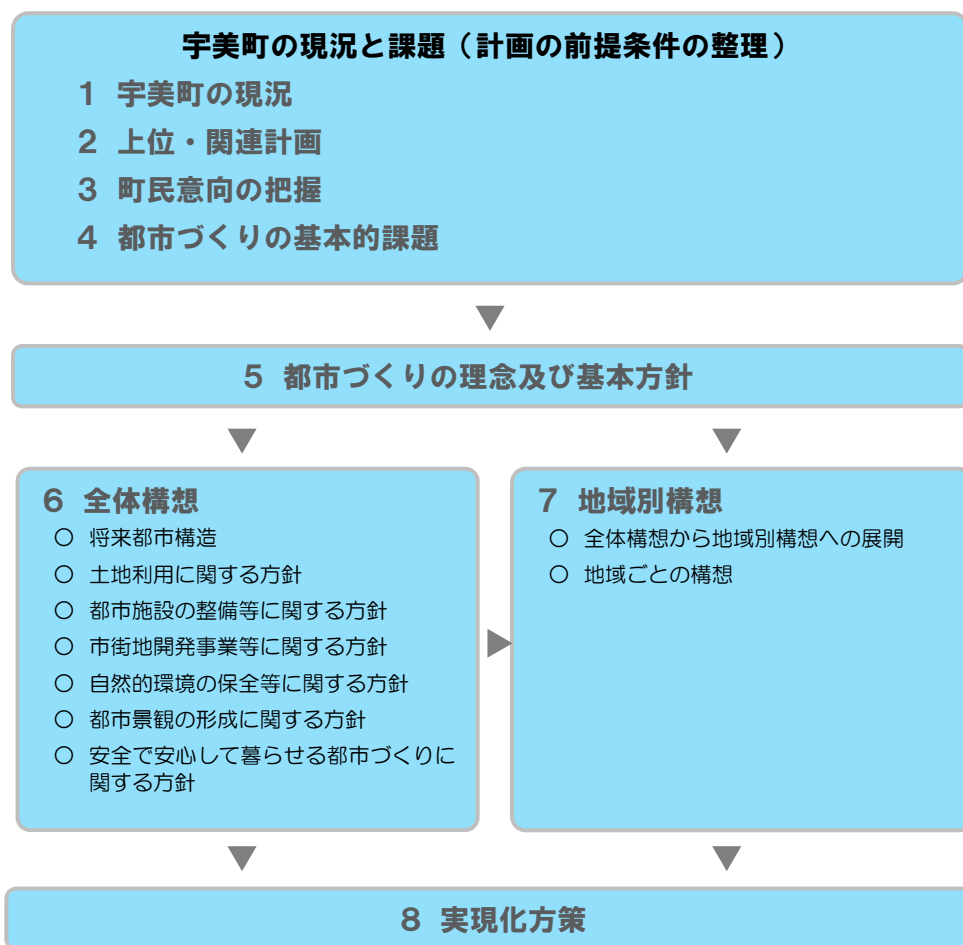 宇美町の現況と課題（計画の前提条件の整理）
1 宇美町の現況
2 上位・関連計画
3 町民意向の把握
4 都市づくりの基本的課題
5 都市づくりの理念及び基本方針
6 全体構想
○ 将来都市構造
○ 土地利用に関する方針
○ 都市施設の整備等に関する方針
○ 市街地開発事業等に関する方針
○ 自然的環境の保全等に関する方針
○ 都市景観の形成に関する方針
○ 安全で安心して暮らせる都市づくりに
関する方針
7 地域別構想
○ 全体構想から地域別構想への展開
○ 地域ごとの構想
8 実現化方策